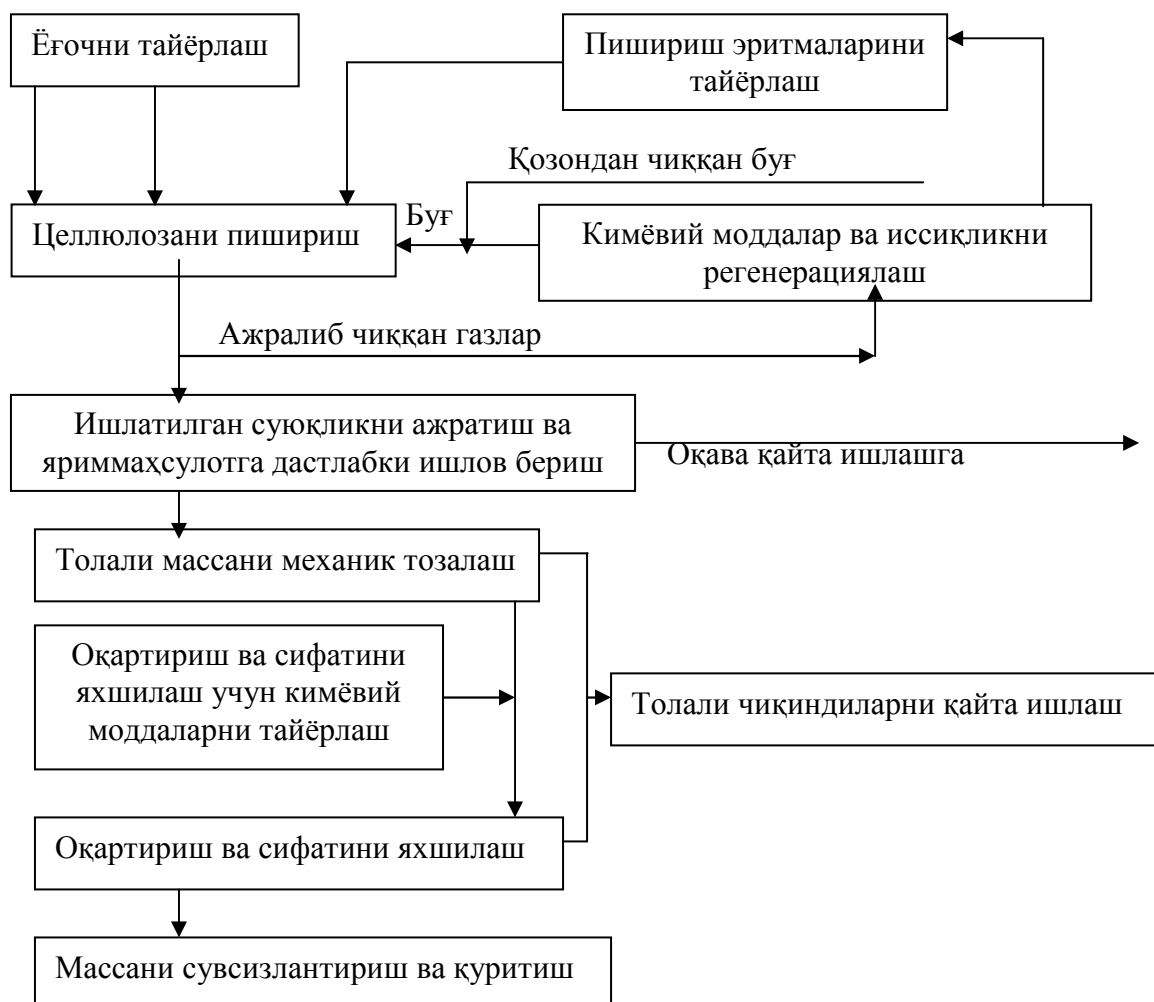 Ёғочни тайёрлаш
Пишириш эритмаларини
тайёрлаш
Қозондан чиққан буғ
Целлюлозани пишириш
Буғ
Кимёвий моддалар ва иссиқликни
регенерациялаш
Ажралиб чиққан газлар
Ишлатилган суюқликни ажратиш ва
яриммаҳсулотга дастлабки ишлов бериш
Оқава қайта ишлашга
Толали массани механик тозалаш
Оқартириш ва сифатини
яхшилаш учун кимёвий
моддаларни тайёрлаш
Толали чиқиндиларни қайта ишлаш
Оқартириш ва сифатини яхшилаш
Массани сувсизлантириш ва қуритиш